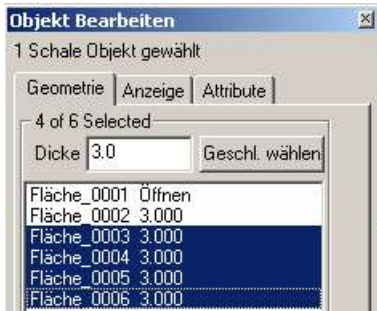 Objekt Bearbeiten
1 Schale Objekt gewählt
Geometrie Anzeige Attribute
4 of 6 Selected
Dicke 3.0 Geschl. wählen
Fläche_0001 Öffnen
Fläche_0002 3.000
Fläche_0003 3.000
Fläche_0004 3.000
Fläche_0005 3.000
Fläche_0006 3.000